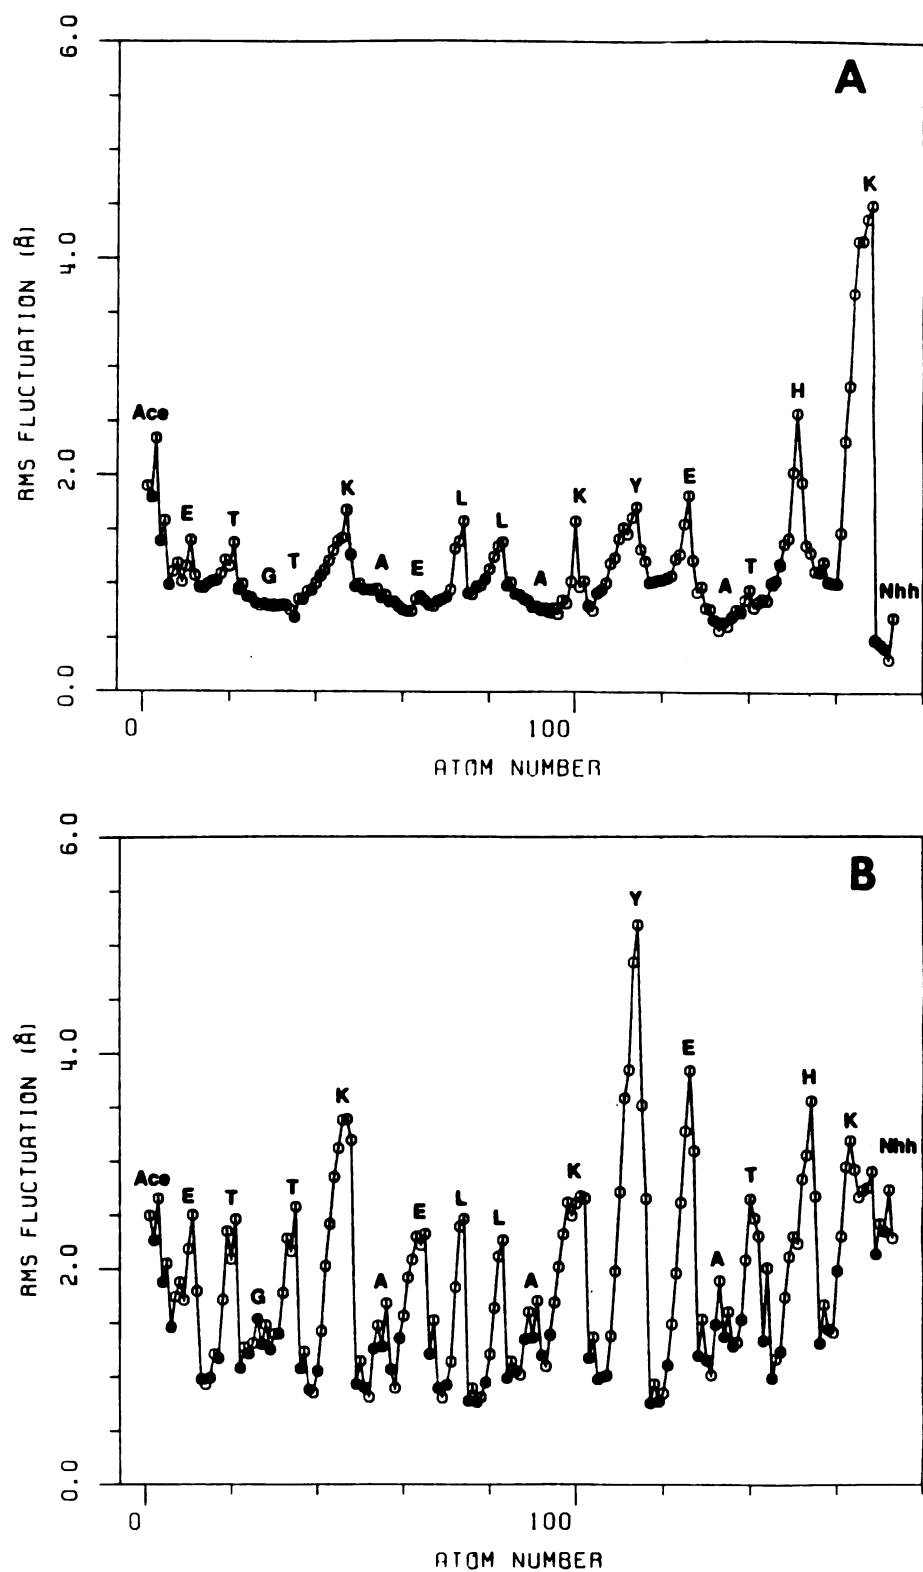 6.0
A
K
4.0
RMS FLUCTUATION (Å)
Ace
H
2.0
E
T
G
T
K
A
E
L
L
A
K
Y
E
A
T
Nhh
0.0
0
100
ATOM NUMBER
6.0
B
Y
4.0
RMS FLUCTUATION (Å)
E
H
K
K
Ace
E
T
G
T
A
E
L
L
A
K
A
T
Nhh
2.0
0.0
0
100
ATOM NUMBER